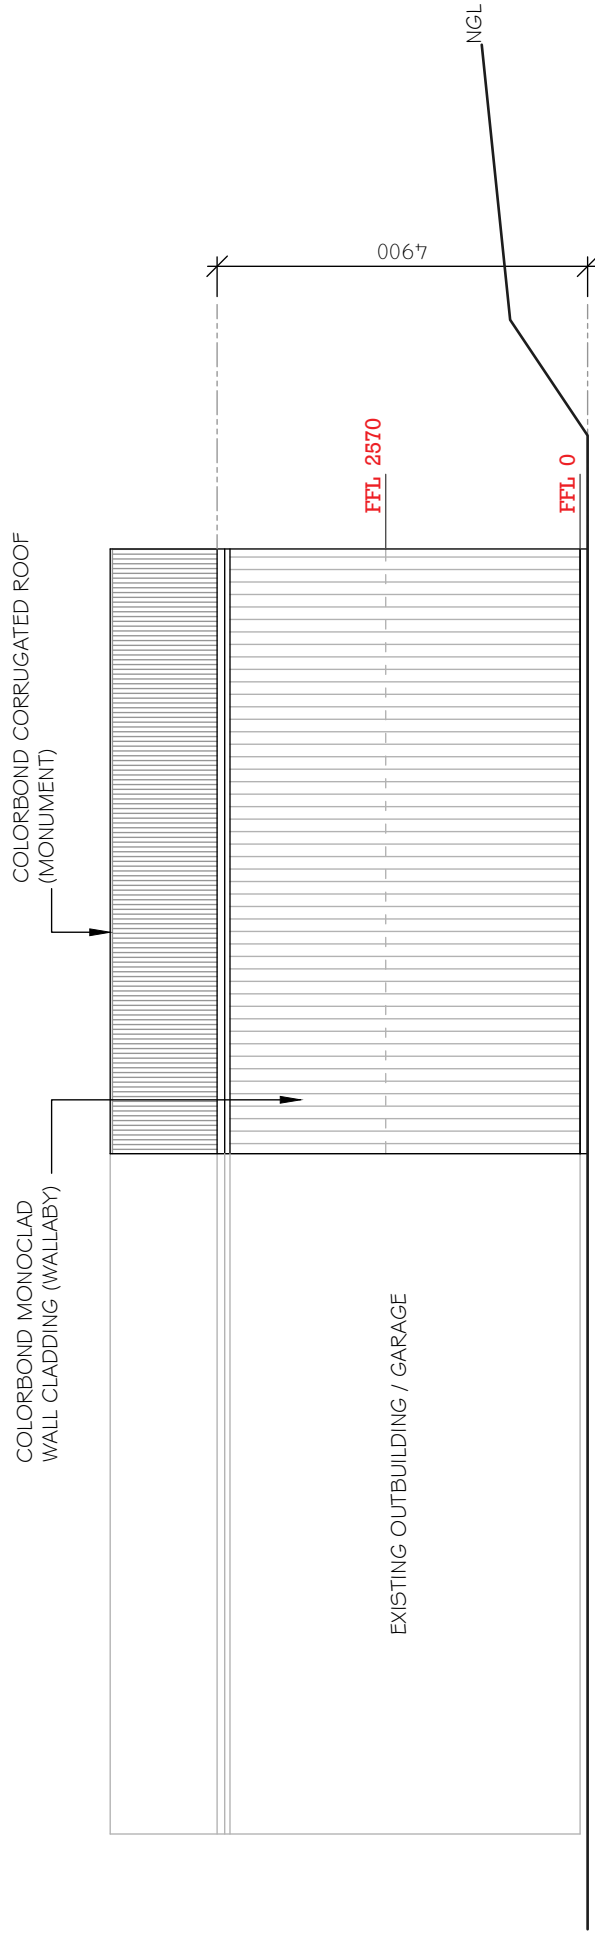 COLORBOND MONOCLAD
WALL CLADDING (WALLABY)
COLORBOND CORRUGATED ROOF
(MONUMENT)
EXISTING OUTBUILDING / GARAGE
FFL 2570
FFL 0
4900
NGL